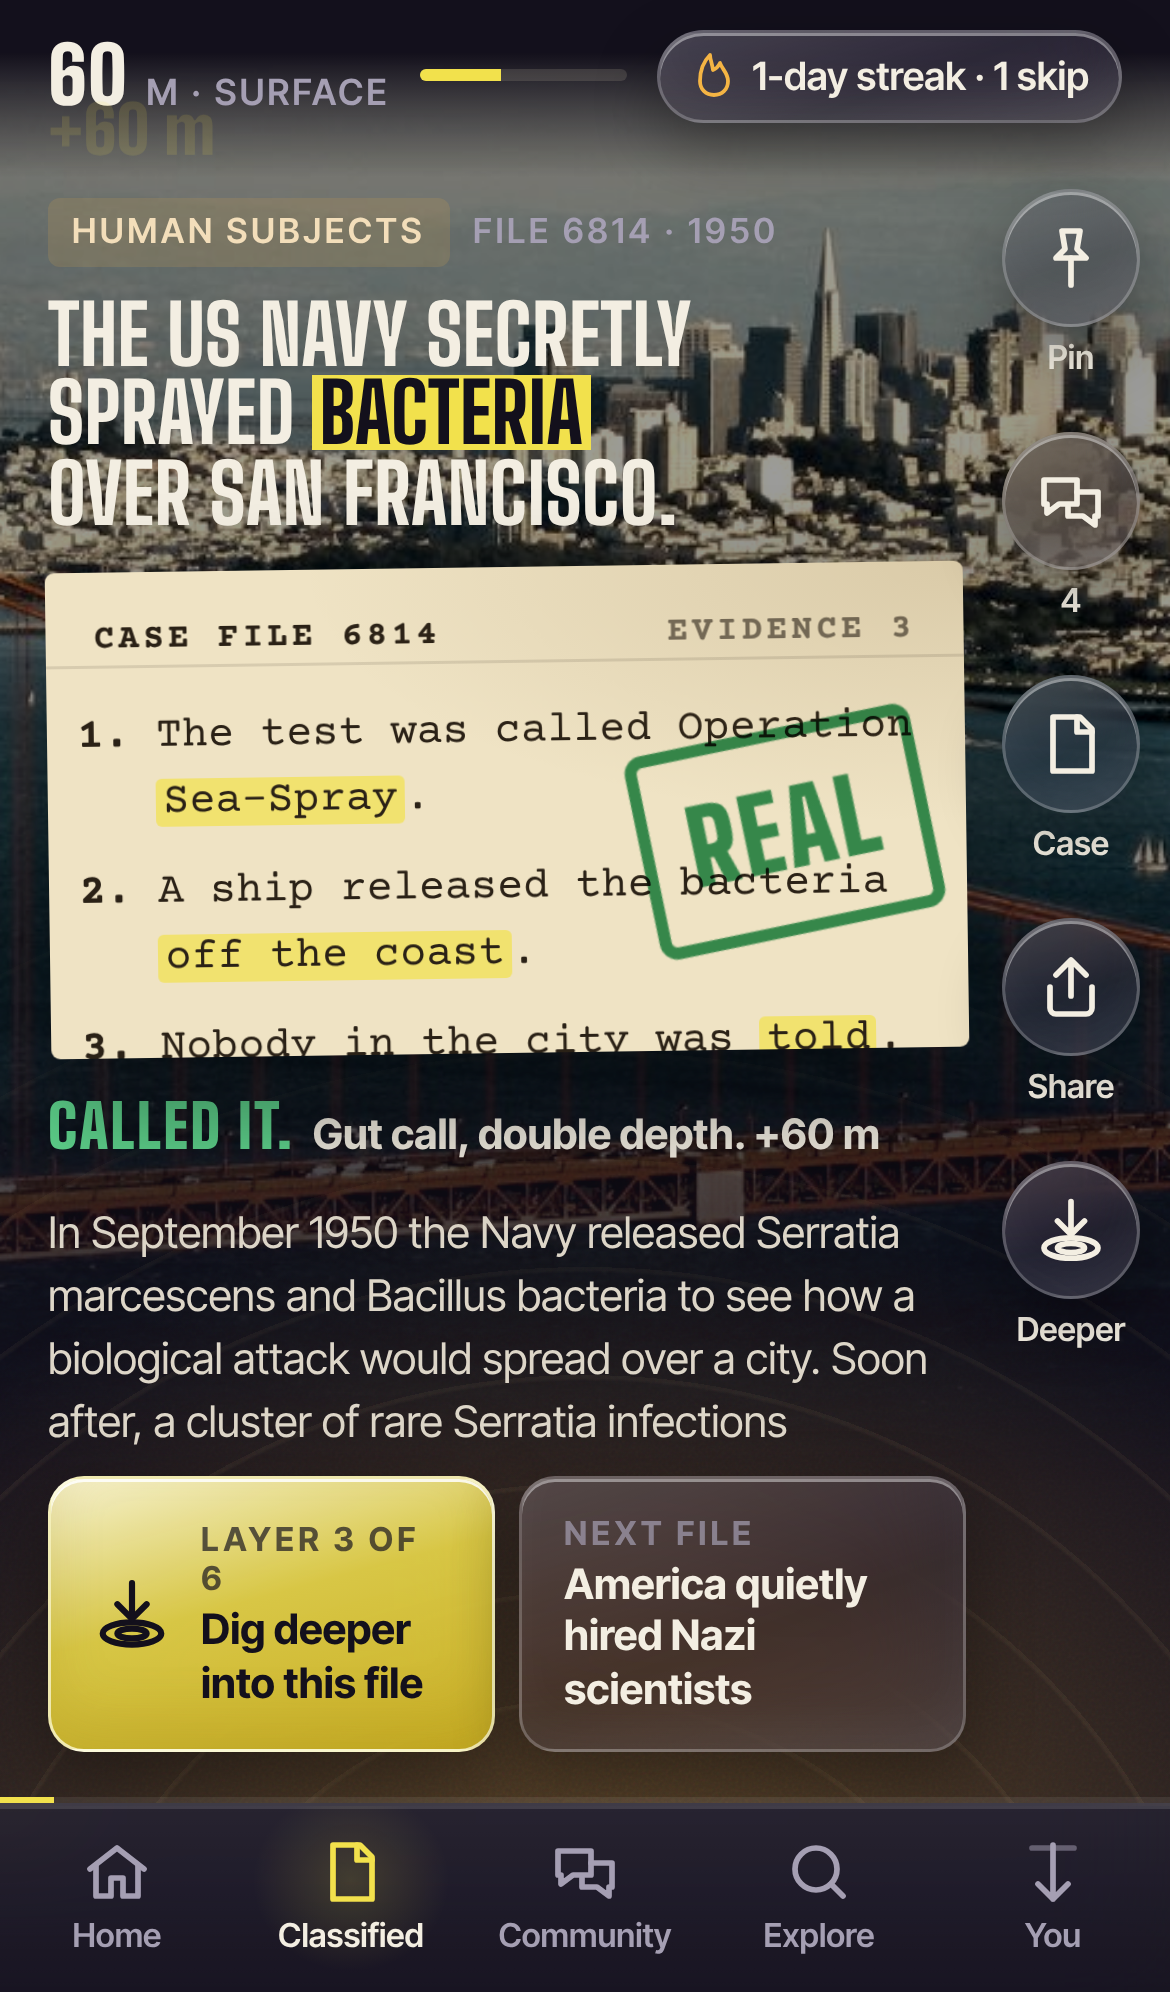 60 M · SURFACE
1-day streak · 1 skip
+60 m
HUMAN SUBJECTS
FILE 6814 · 1950
THE US NAVY SECRETLY
SPRAYED BACTERIA
OVER SAN FRANCISCO.
Pin
4
Case
Share
Deeper
CASE FILE 6814
EVIDENCE 3
1. The test was called Operation
Sea-Spray.
REAL
2. A ship released the bacteria
off the coast.
3. Nobody in the city was told.
CALLED IT. Gut call, double depth. +60 m
In September 1950 the Navy released Serratia
marcescens and Bacillus bacteria to see how a
biological attack would spread over a city. Soon
after, a cluster of rare Serratia infections
LAYER 3 OF
6
Dig deeper
into this file
NEXT FILE
America quietly
hired Nazi
scientists
Home
Classified
Community
Explore
You